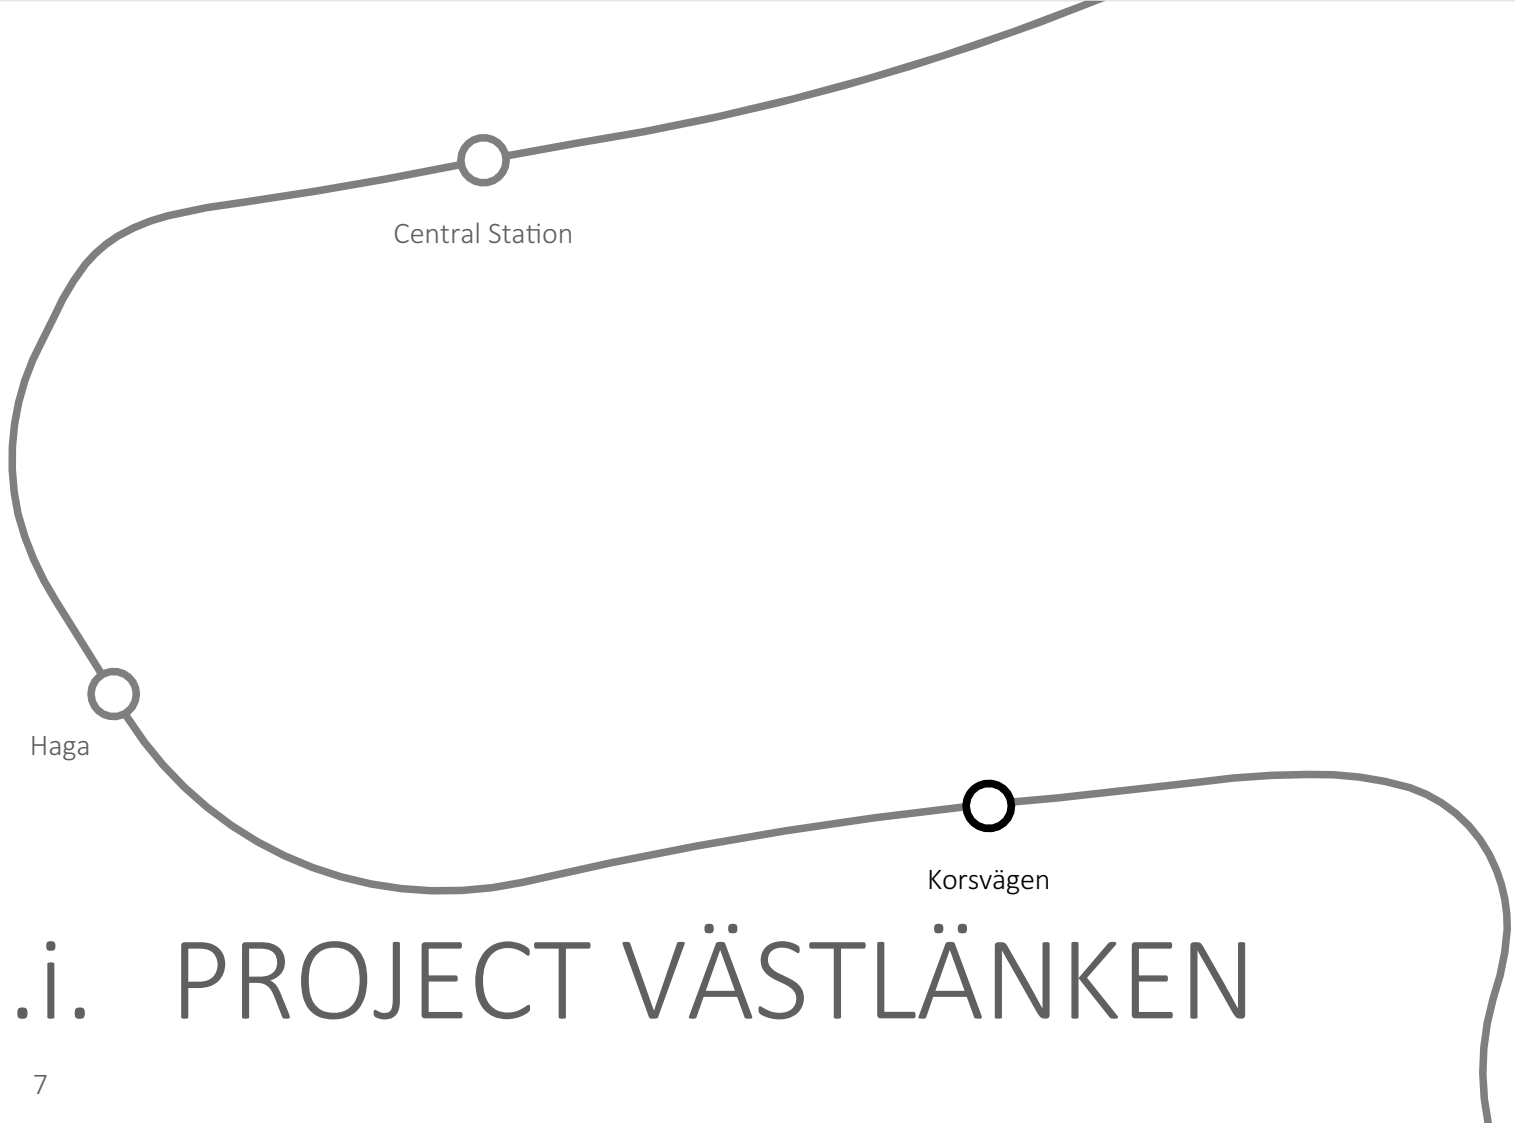 Central Station
Haga
Korsvägen
.i. PROJECT VÄSTLÄNKEN
7